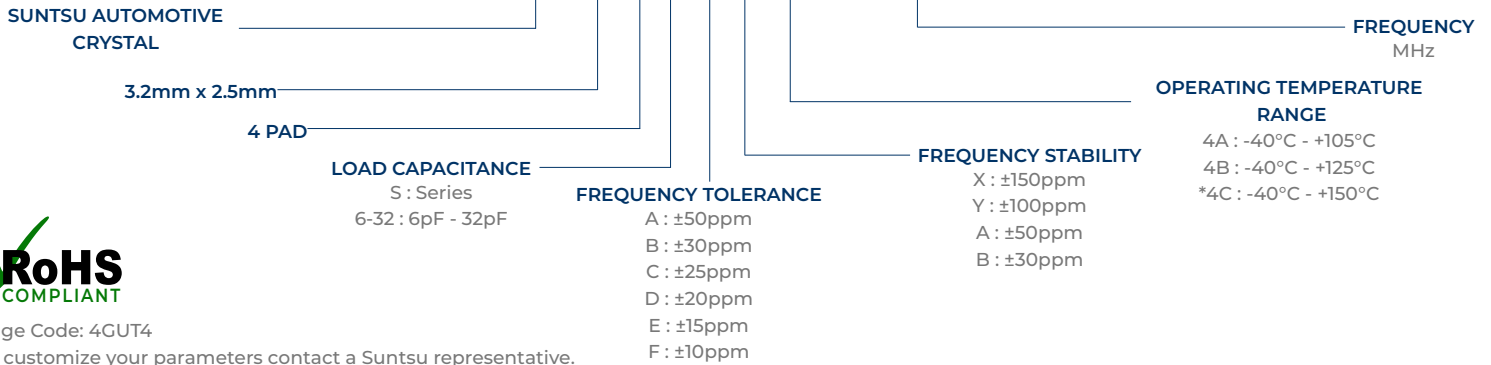 SUNTSU AUTOMOTIVE
CRYSTAL
3.2mm x 2.5mm
4 PAD
LOAD CAPACITANCE
S : Series
6-32 : 6pF - 32pF
FREQUENCY TOLERANCE
A : ±50ppm
B : ±30ppm
C : ±25ppm
D : ±20ppm
E : ±15ppm
F : ±10ppm
FREQUENCY STABILITY
X : ±150ppm
Y : ±100ppm
A : ±50ppm
B : ±30ppm
OPERATING TEMPERATURE
RANGE
4A : -40°C - +105°C
4B : -40°C - +125°C
*4C : -40°C - +150°C
FREQUENCY
MHz
RoHS
COMPLIANT
ge Code: 4GUT4
customize your parameters contact a Suntsu representative.